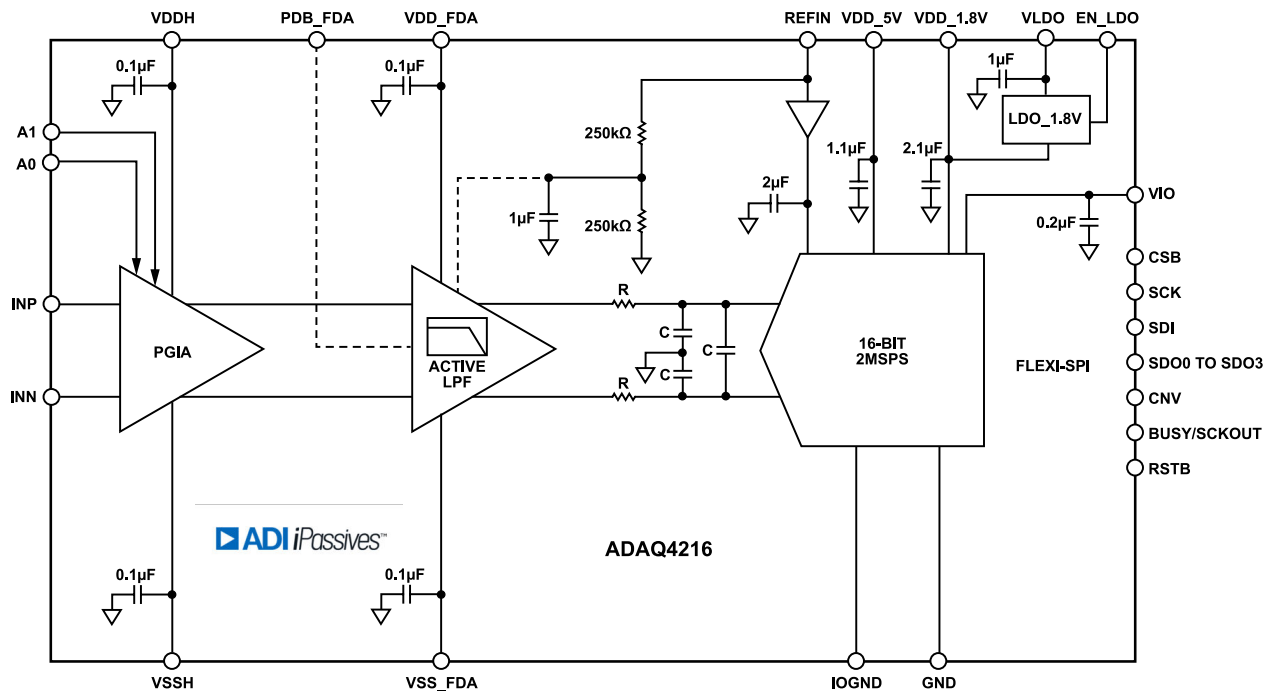 VDDH
PDB_FDA
VDD_FDA
REFIN
VDD_5V
VDD_1.8V
VLDO
EN_LDO
0.1µF
0.1µF
1µF
LDO_1.8V
A1
A0
250kΩ
1.1µF
2.1µF
2µF
1µF
250kΩ
VIO
0.2µF
CSB
SCK
SDI
SDO0 TO SDO3
CNV
BUSY/SCKOUT
RSTB
INP
INN
PGIA
ACTIVE
LPF
R
C
C
C
R
16-BIT
2MSPS
FLEXI-SPI
ADI iPassives™
ADAQ4216
0.1µF
0.1µF
VSSH
VSS_FDA
IOGND
GND